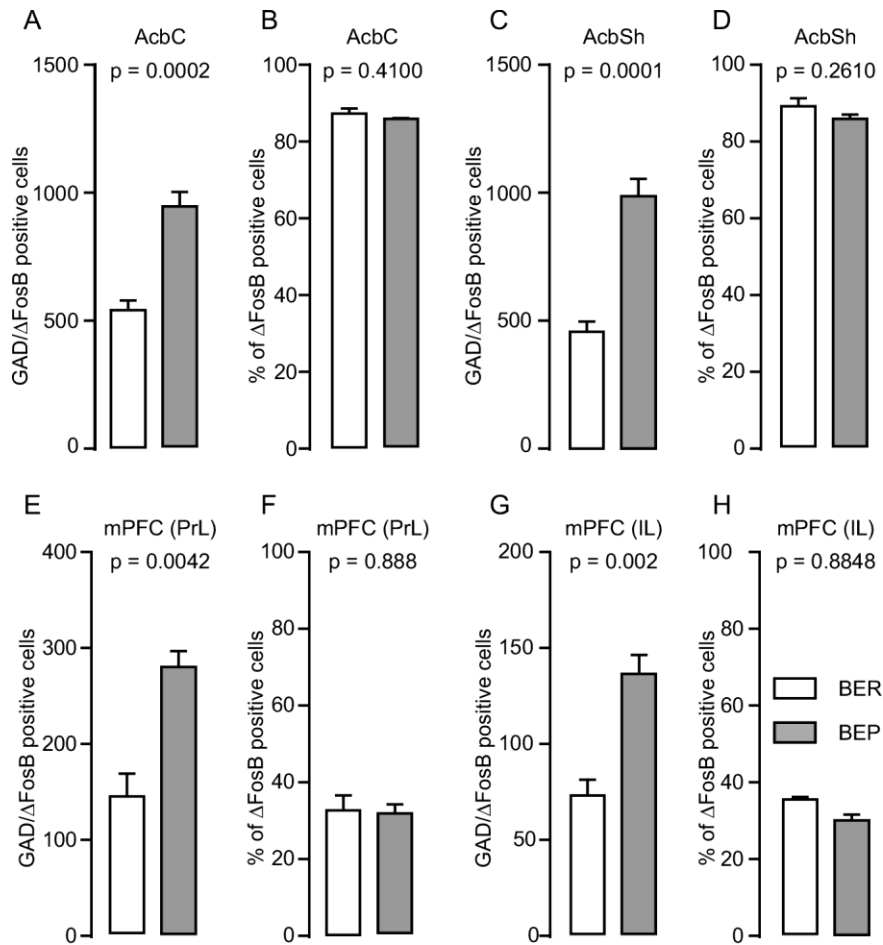 A
AcbC
p = 0.0002
GAD/ΔFosB positive cells
1500
1000
500
0
B
AcbC
p = 0.4100
% of ΔFosB positive cells
100
80
60
40
20
0
C
AcbSh
p = 0.0001
GAD/ΔFosB positive cells
1500
1000
500
0
D
AcbSh
p = 0.2610
% of ΔFosB positive cells
100
80
60
40
20
0
E
mPFC (PrL)
p = 0.0042
GAD/ΔFosB positive cells
400
300
200
100
0
F
mPFC (PrL)
p = 0.888
% of ΔFosB positive cells
100
80
60
40
20
0
G
mPFC (IL)
p = 0.002
GAD/ΔFosB positive cells
200
150
100
50
0
H
mPFC (IL)
p = 0.8848
% of ΔFosB positive cells
100
80
60
40
20
0
BER
BEP